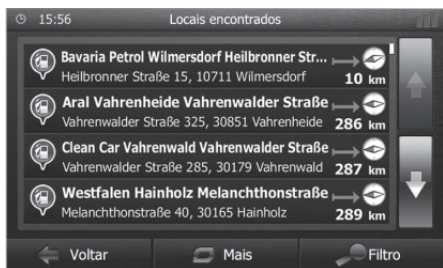 15:56 Locais encontrados
Bavaria Petrol Wilmersdorf Heilbronner Str...
Heilbronner Straße 15, 10711 Wilmersdorf 10 km
Aral Vahrenheide Vahrenwalder Straße
Vahrenwalder Straße 325, 30851 Vahrenheide 286 km
Clean Car Vahrenwald Vahrenwalder Straße
Vahrenwalder Straße 285, 30179 Vahrenwald 287 km
Westfalen Hainholz Melanchthonstraße
Melanchthonstraße 40, 30165 Hainholz 289 km
Voltar Mais Filtro